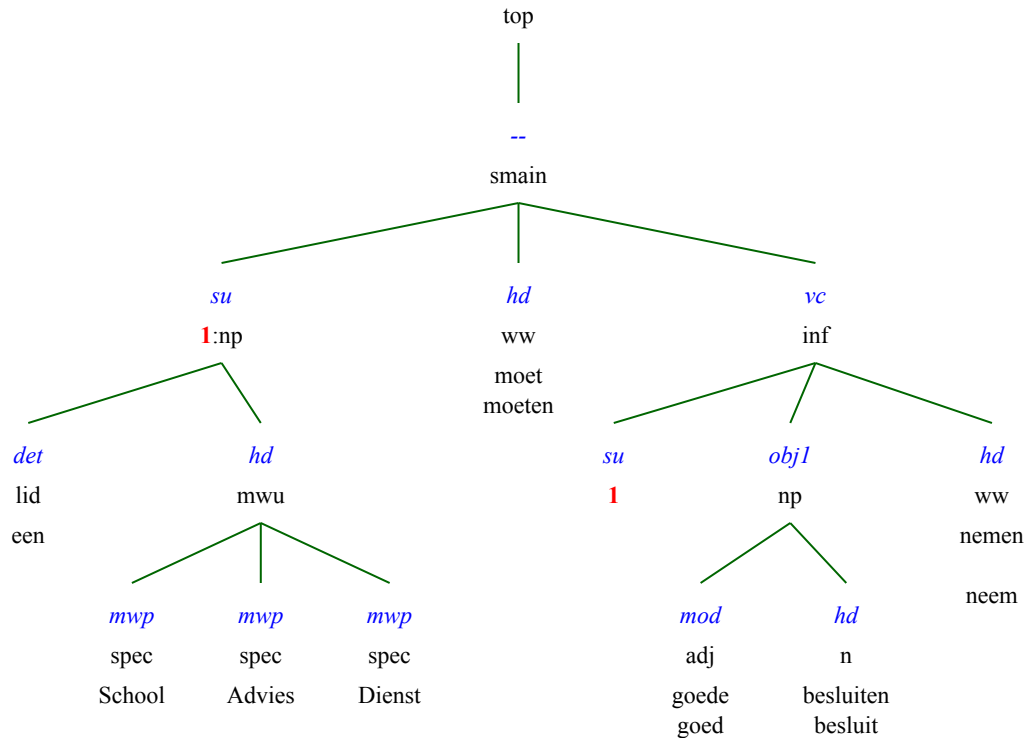 top
--
smain
su hd vc
1:np ww inf
moet
moeten
det hd su obj1 hd
lid mwu 1 np ww
een nemen
neem
mwp mwp mwp mod hd
spec spec spec adj n
School Advies Dienst goede besluiten
goed besluit